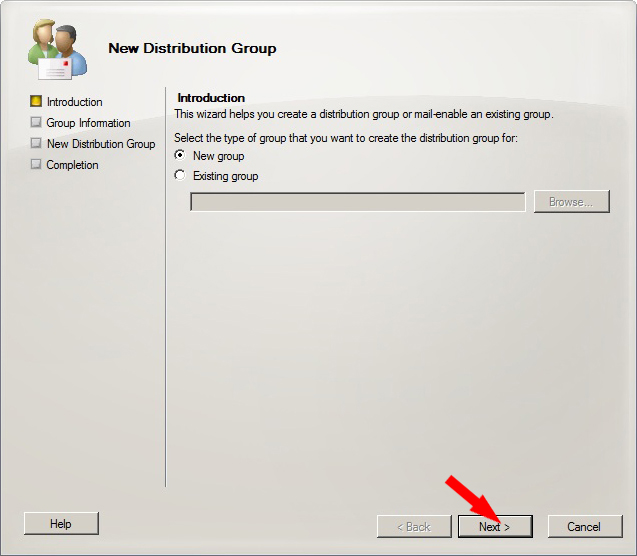 New Distribution Group
Introduction
Group Information
New Distribution Group
Completion
Introduction
This wizard helps you create a distribution group or mail-enable an existing group.
Select the type of group that you want to create the distribution group for:
New group
Existing group
Browse...
Help
< Back
Next >
Cancel